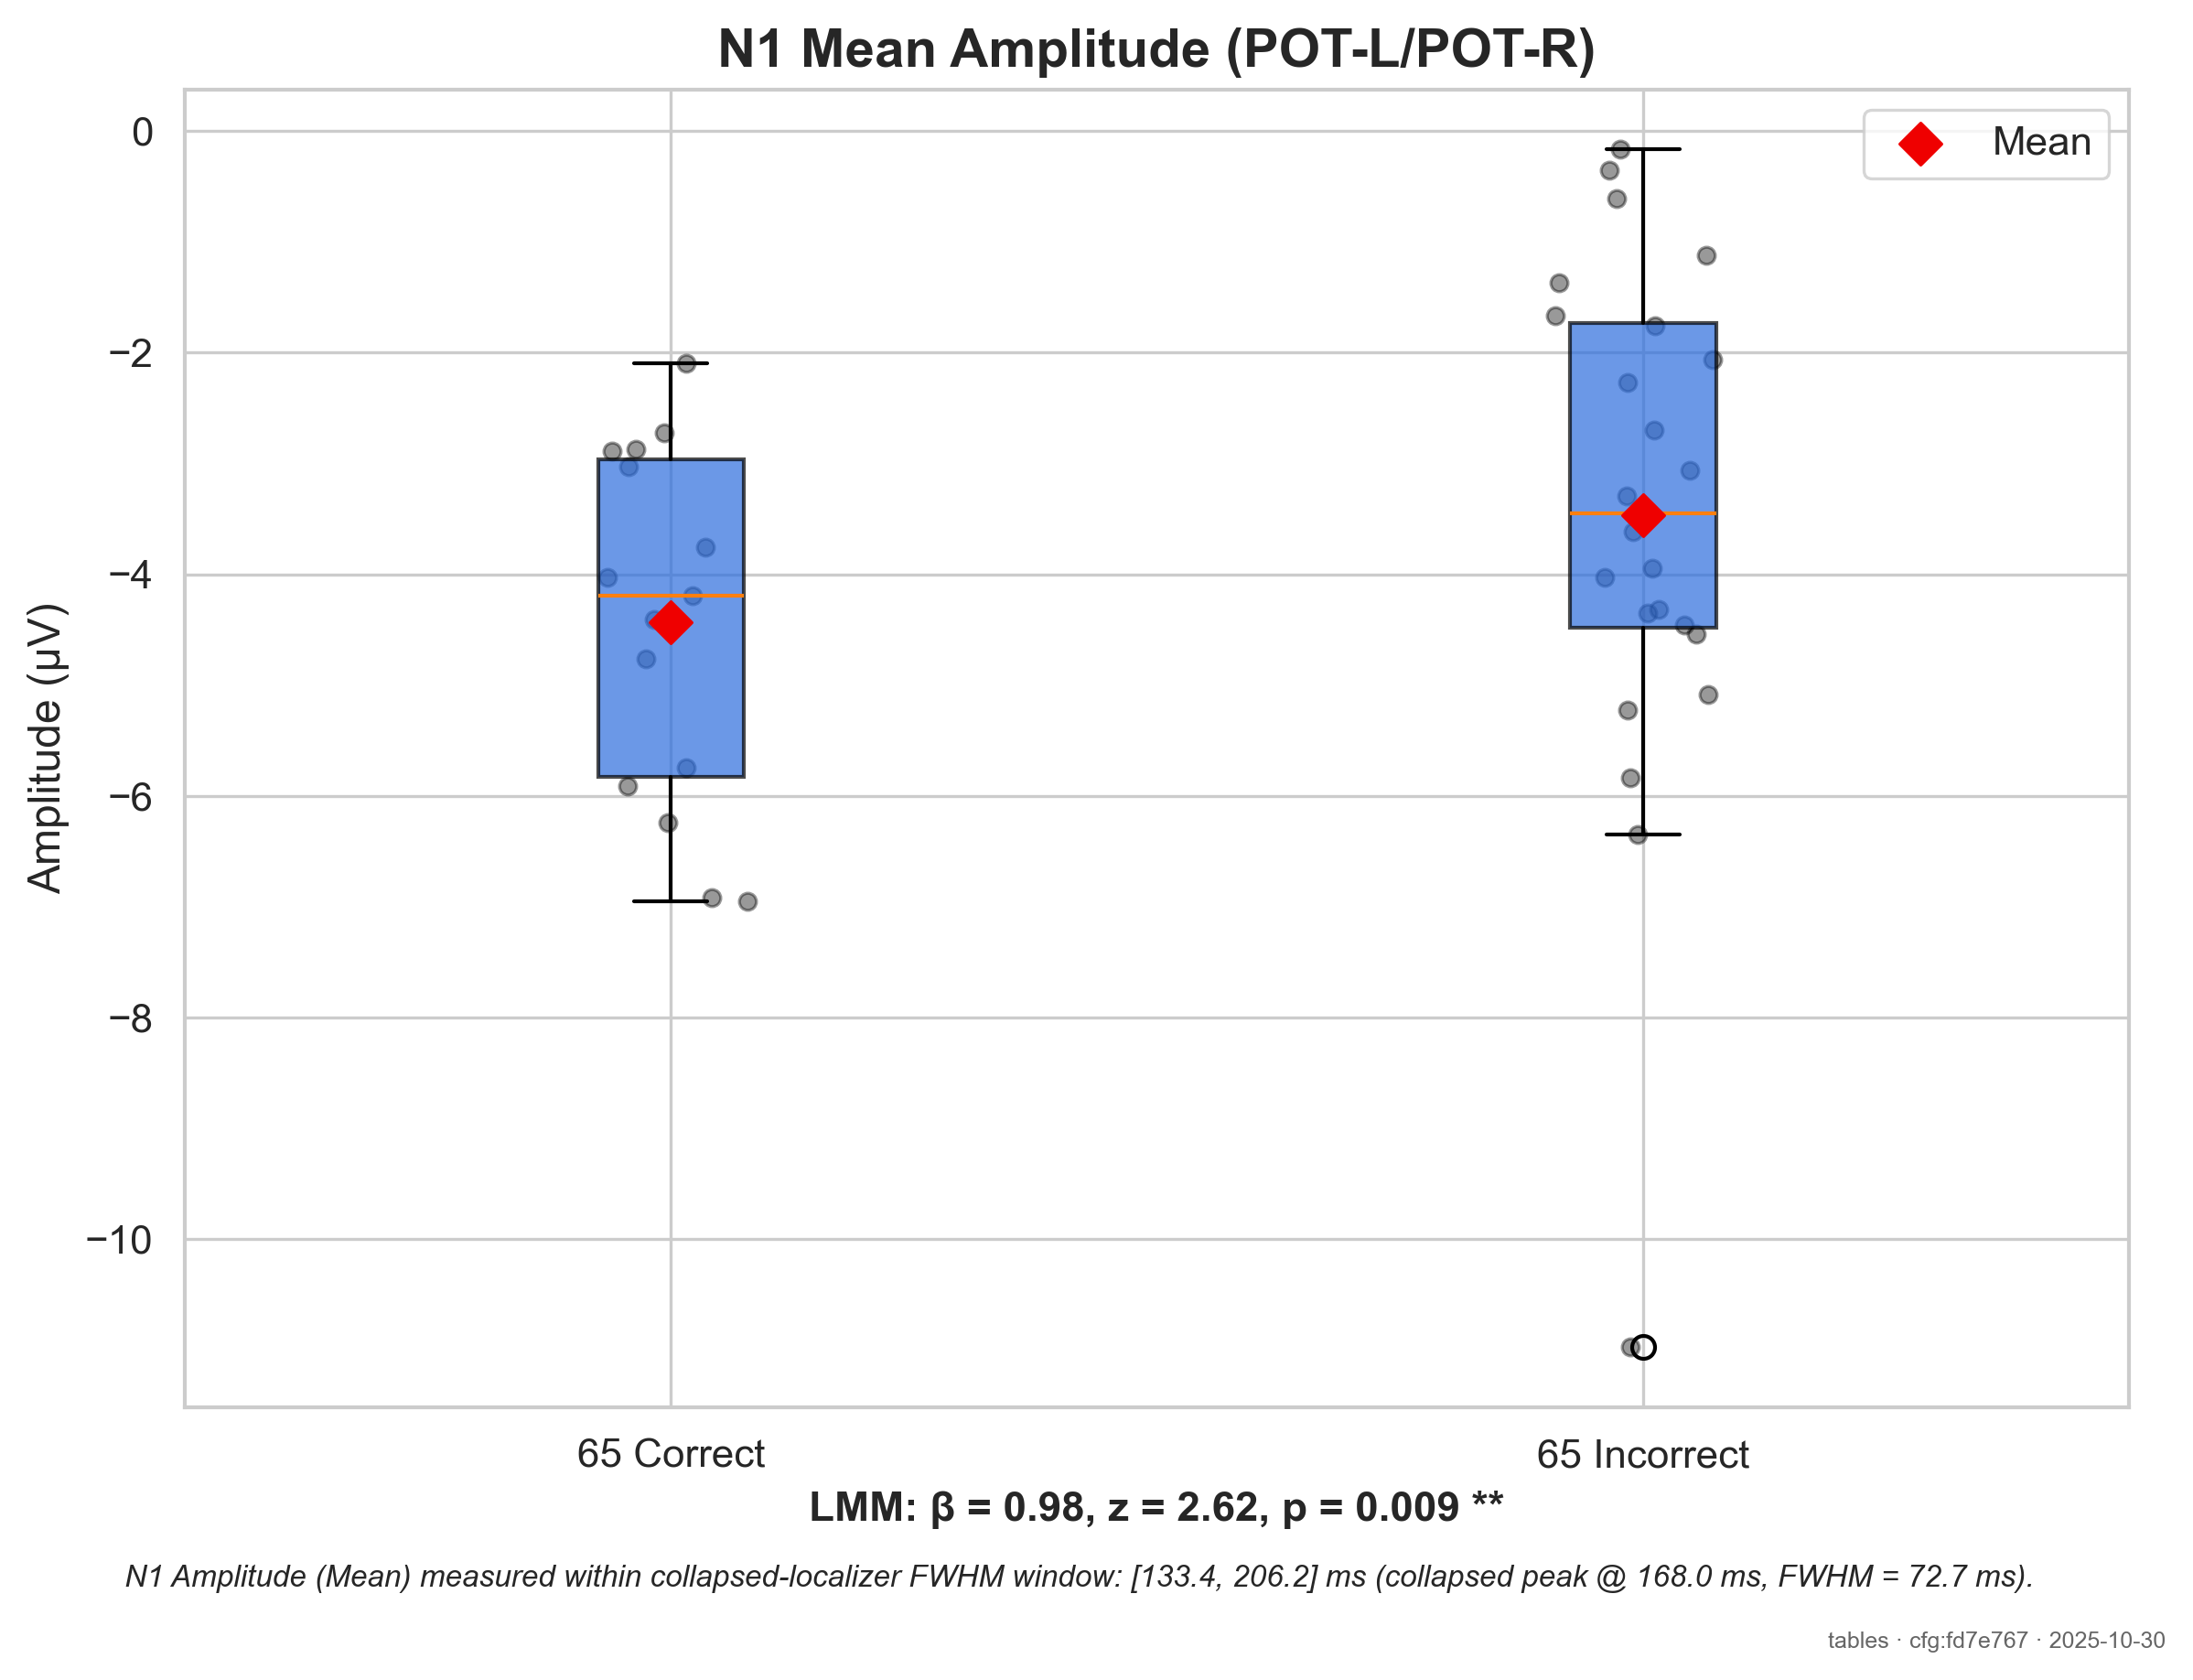 N1 Mean Amplitude (POT-L/POT-R)
Mean
0
−2
−4
−6
−8
−10
Amplitude (µV)
65 Correct
65 Incorrect
LMM: β = 0.98, z = 2.62, p = 0.009 **
N1 Amplitude (Mean) measured within collapsed-localizer FWHM window: [133.4, 206.2] ms (collapsed peak @ 168.0 ms, FWHM = 72.7 ms).
tables · cfg:fd7e767 · 2025-10-30